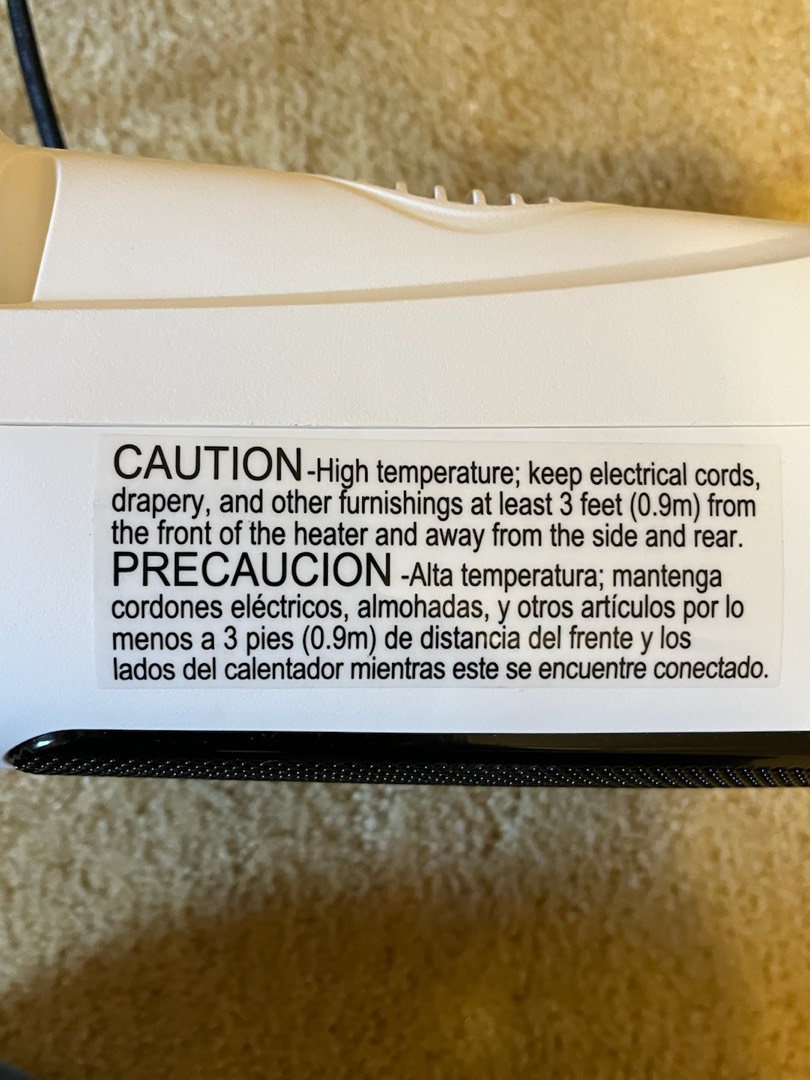 CAUTION-High temperature; keep electrical cords,
drapery, and other furnishings at least 3 feet (0.9m) from
the front of the heater and away from the side and rear.
PRECAUCION -Alta temperatura; mantenga
cordones eléctricos, almohadas, y otros artículos por lo
menos a 3 pies (0.9m) de distancia del frente y los
lados del calentador mientras este se encuentre conectado.